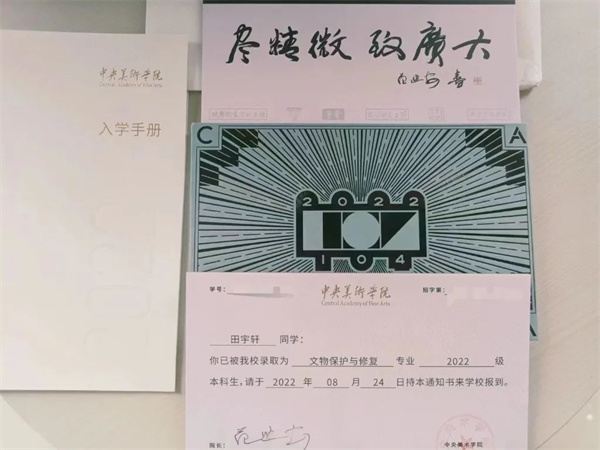 中央美術學院
Central Academy of Fine Arts
入学手册
尽精微 致廣大
C
A
2022
104
A
学号：
中央美術學院
Central Academy of Fine Arts
招字第：
田宇轩 同学：
你已被我校录取为 文物保护与修复 专业 2022 级
本科生，请于 2022 年 08 月 24 日持本通知书来学校报到。
院长：
中央美术学院